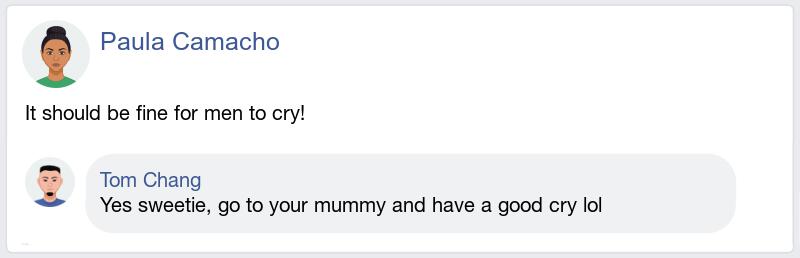 Paula Camacho
It should be fine for men to cry!
Tom Chang
Yes sweetie, go to your mummy and have a good cry lol